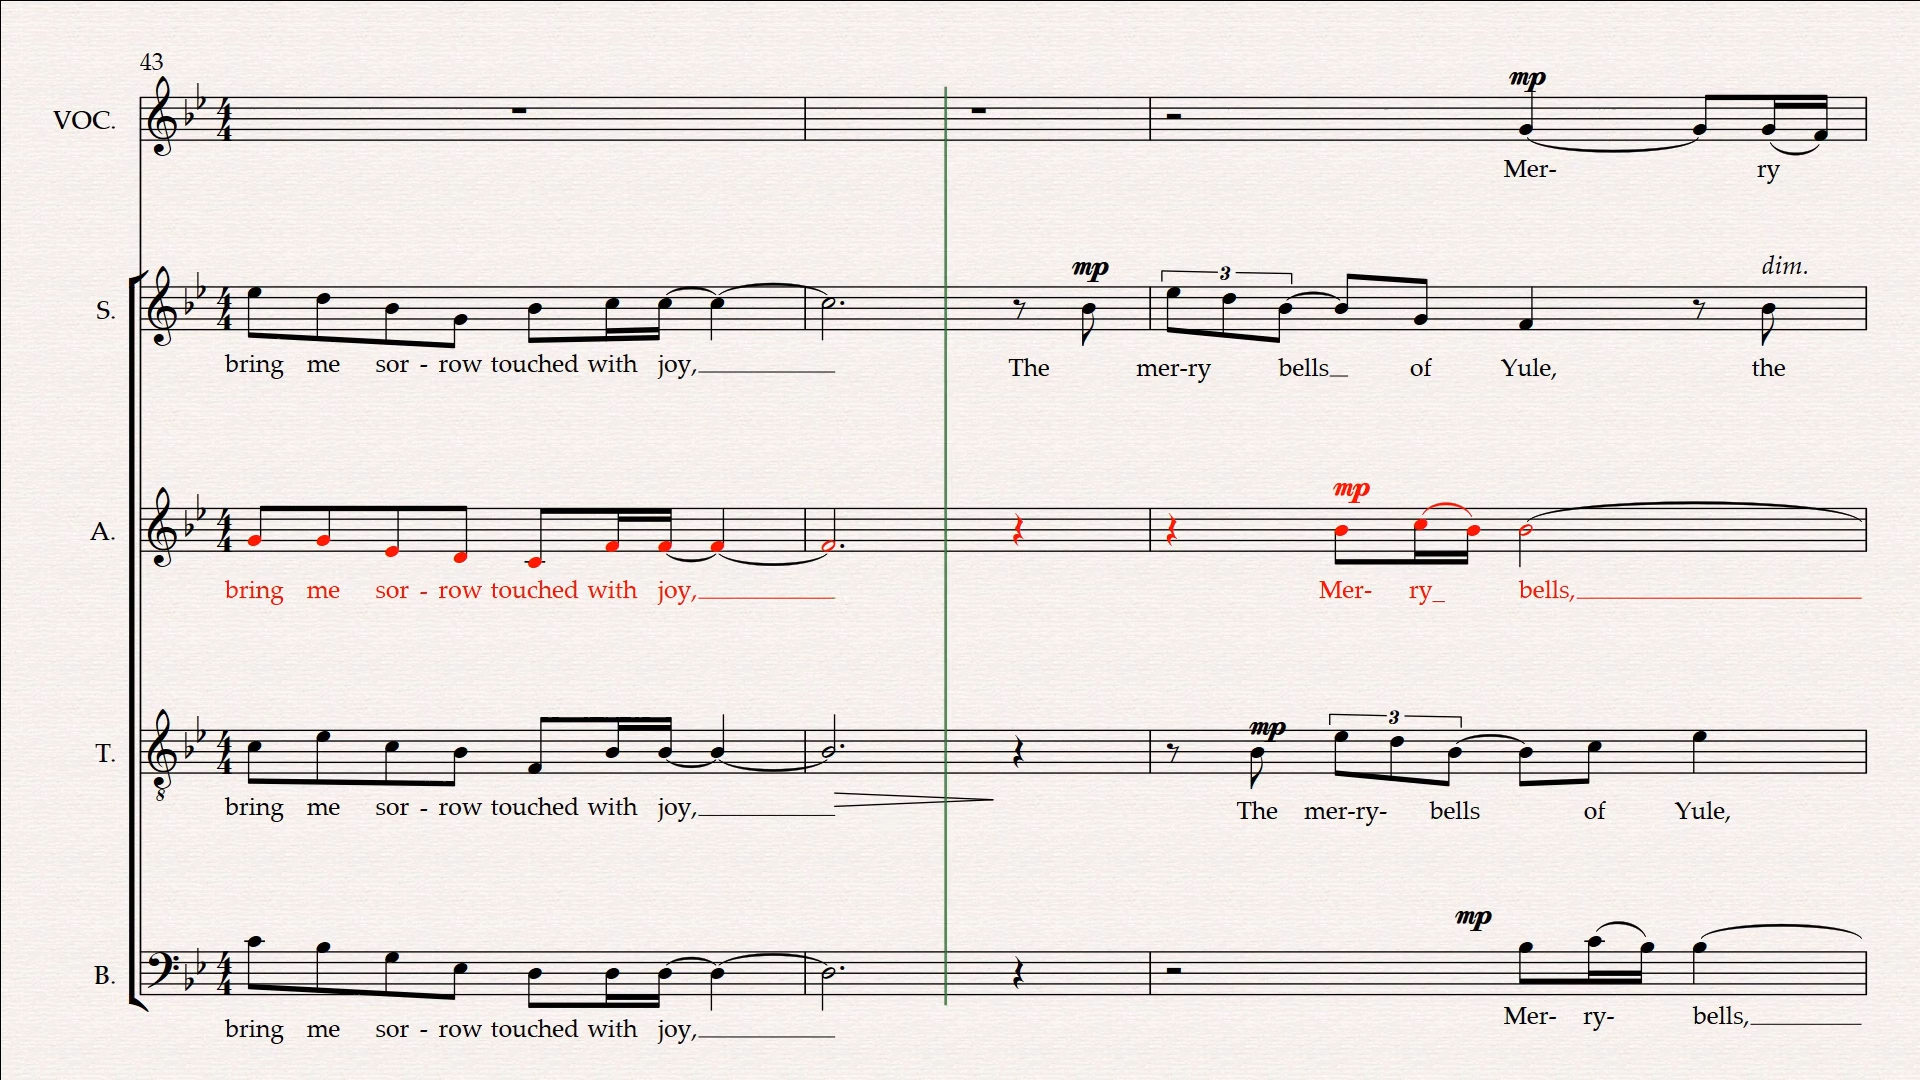 43
VOC.
mp
Mer- ry
S.
mp
3
dim.
bring me sor - row touched with joy,
The mer-ry bells_ of Yule, the
A.
mp
bring me sor - row touched with joy,
Mer- ry_ bells,
T.
8
mp
3
bring me sor - row touched with joy,
The mer-ry- bells of Yule,
B.
mp
bring me sor - row touched with joy,
Mer- ry- bells,